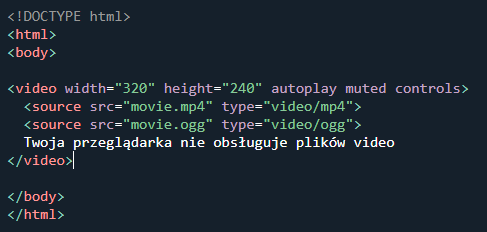 <!DOCTYPE html>
<html>
<body>
<video width="320" height="240" autoplay muted controls>
<source src="movie.mp4" type="video/mp4">
<source src="movie.ogg" type="video/ogg">
Twoja przeglądarka nie obsługuje plików video
</video>
</body>
</html>